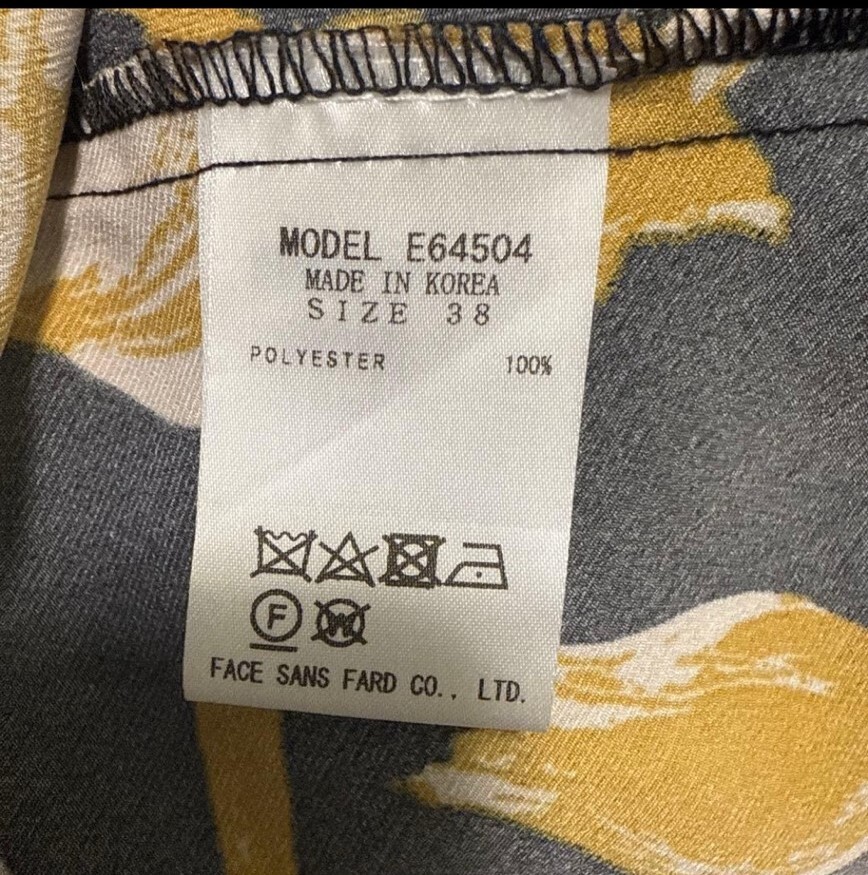 MODEL E64504
MADE IN KOREA
SIZE 38
POLYESTER 100%
F W
FACE SANS FARD CO., LTD.